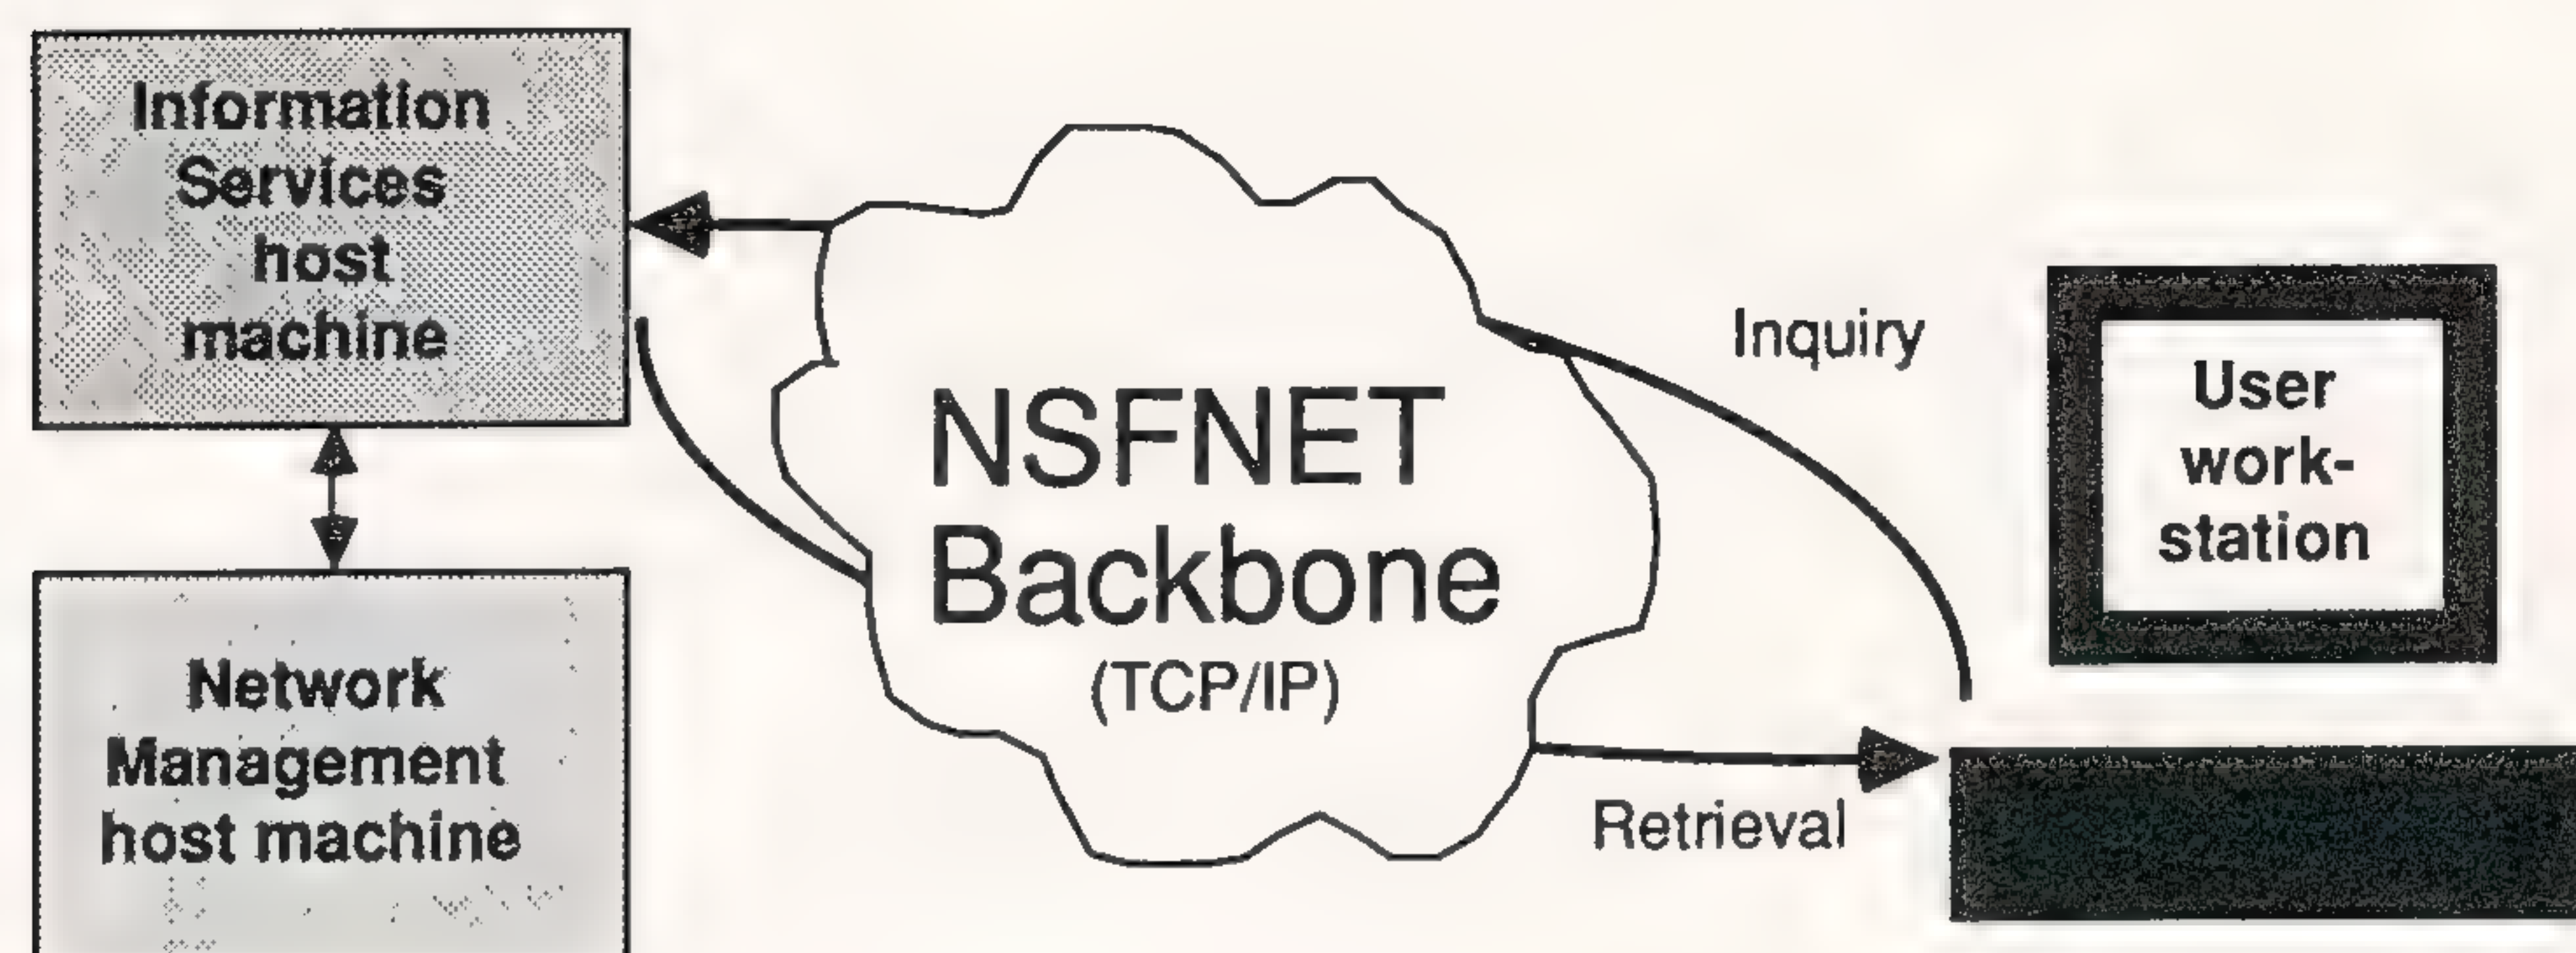 Information
Services
host
machine
Network
Management
host machine
NSFNET
Backbone
(TCP/IP)
Inquiry
Retrieval
User
work-
station